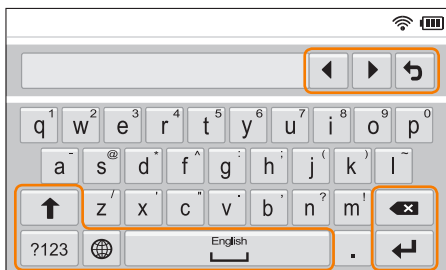 q 1 w 2 e 3 r 4 t 5 y 6 u 7 i 8 o 9 p 0
a - s @ d * f ^ g : h ; j ( k ) l ~
z / x ' c " v . b , n ? m !
?123 English .